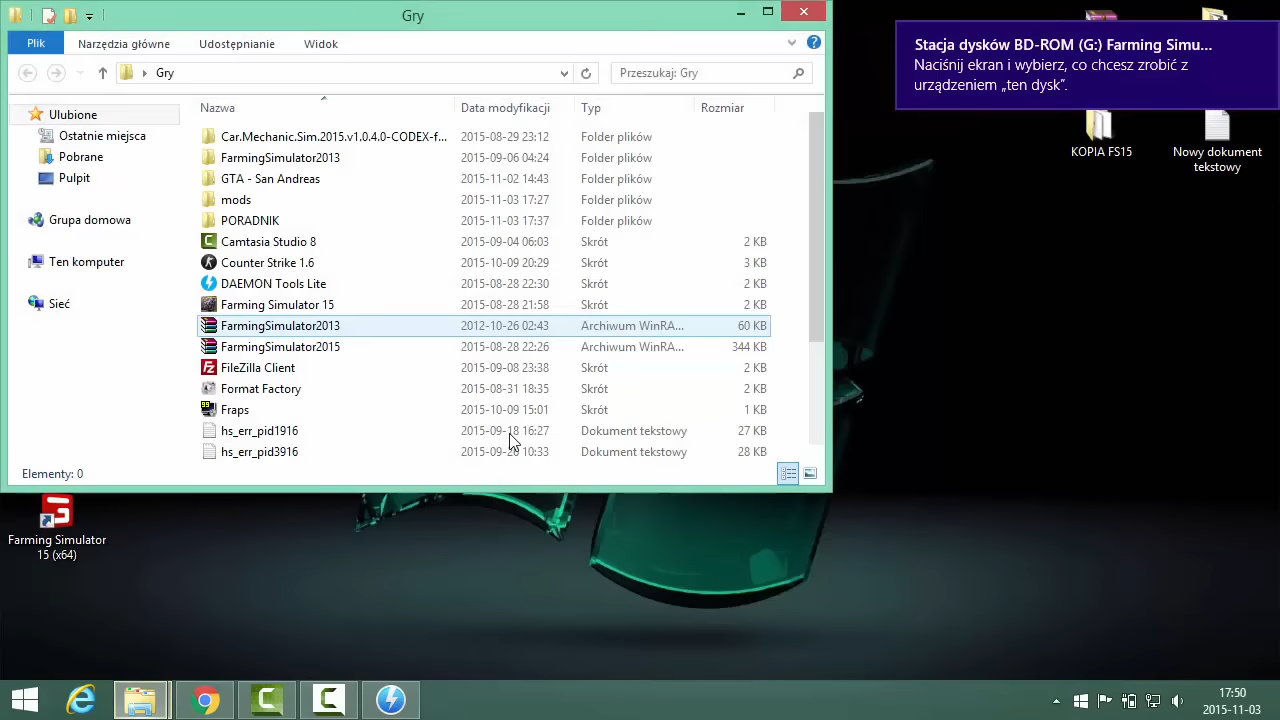 Gry
Plik
Narzędzia główne
Udostępnianie
Widok
Gry
Przeszukaj: Gry
Ulubione
Ostatnie miejsca
Pobrane
Pulpit
Grupa domowa
Ten komputer
Sieć
Nazwa Data modyfikacji Typ Rozmiar
Car.Mechanic.Sim.2015.v1.0.4.0-CODEX-f... 2015-08-29 23:12 Folder plików
FarmingSimulator2013 2015-09-06 04:24 Folder plików
GTA - San Andreas 2015-11-02 14:43 Folder plików
mods 2015-11-03 17:27 Folder plików
PORADNIK 2015-11-03 17:37 Folder plików
Camtasia Studio 8 2015-09-04 06:03 Skrót 2 KB
Counter Strike 1.6 2015-10-09 20:29 Skrót 3 KB
DAEMON Tools Lite 2015-08-28 22:30 Skrót 2 KB
Farming Simulator 15 2015-08-28 21:58 Skrót 2 KB
FarmingSimulator2013 2012-10-26 02:43 Archiwum WinRA... 60 KB
FarmingSimulator2015 2015-08-28 22:26 Archiwum WinRA... 344 KB
FileZilla Client 2015-09-08 23:38 Skrót 2 KB
Format Factory 2015-08-31 18:35 Skrót 2 KB
Fraps 2015-10-09 15:01 Skrót 1 KB
hs_err_pid1916 2015-09-18 16:27 Dokument tekstowy 27 KB
hs_err_pid3916 10:33 Dokument tekstowy 28 KB
Elementy: 0
Stacja dysków BD-ROM (G:) Farming Simu...
Naciśnij ekran i wybierz, co chcesz zrobić z
urządzeniem „ten dysk”.
KOPIA FS15
Nowy dokument
tekstowy
Farming Simulator
15 (x64)
17:50
2015-11-03